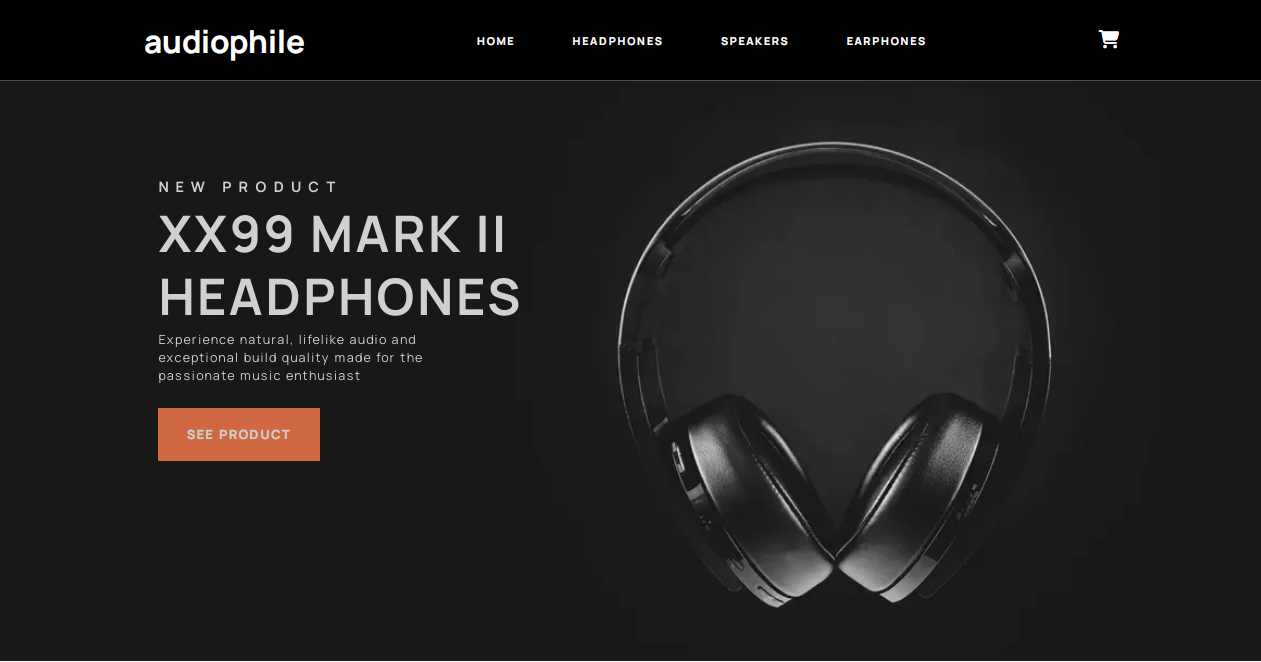 audiophile
HOME HEADPHONES SPEAKERS EARPHONES
NEW PRODUCT
XX99 MARK II
HEADPHONES
Experience natural, lifelike audio and
exceptional build quality made for the
passionate music enthusiast
SEE PRODUCT